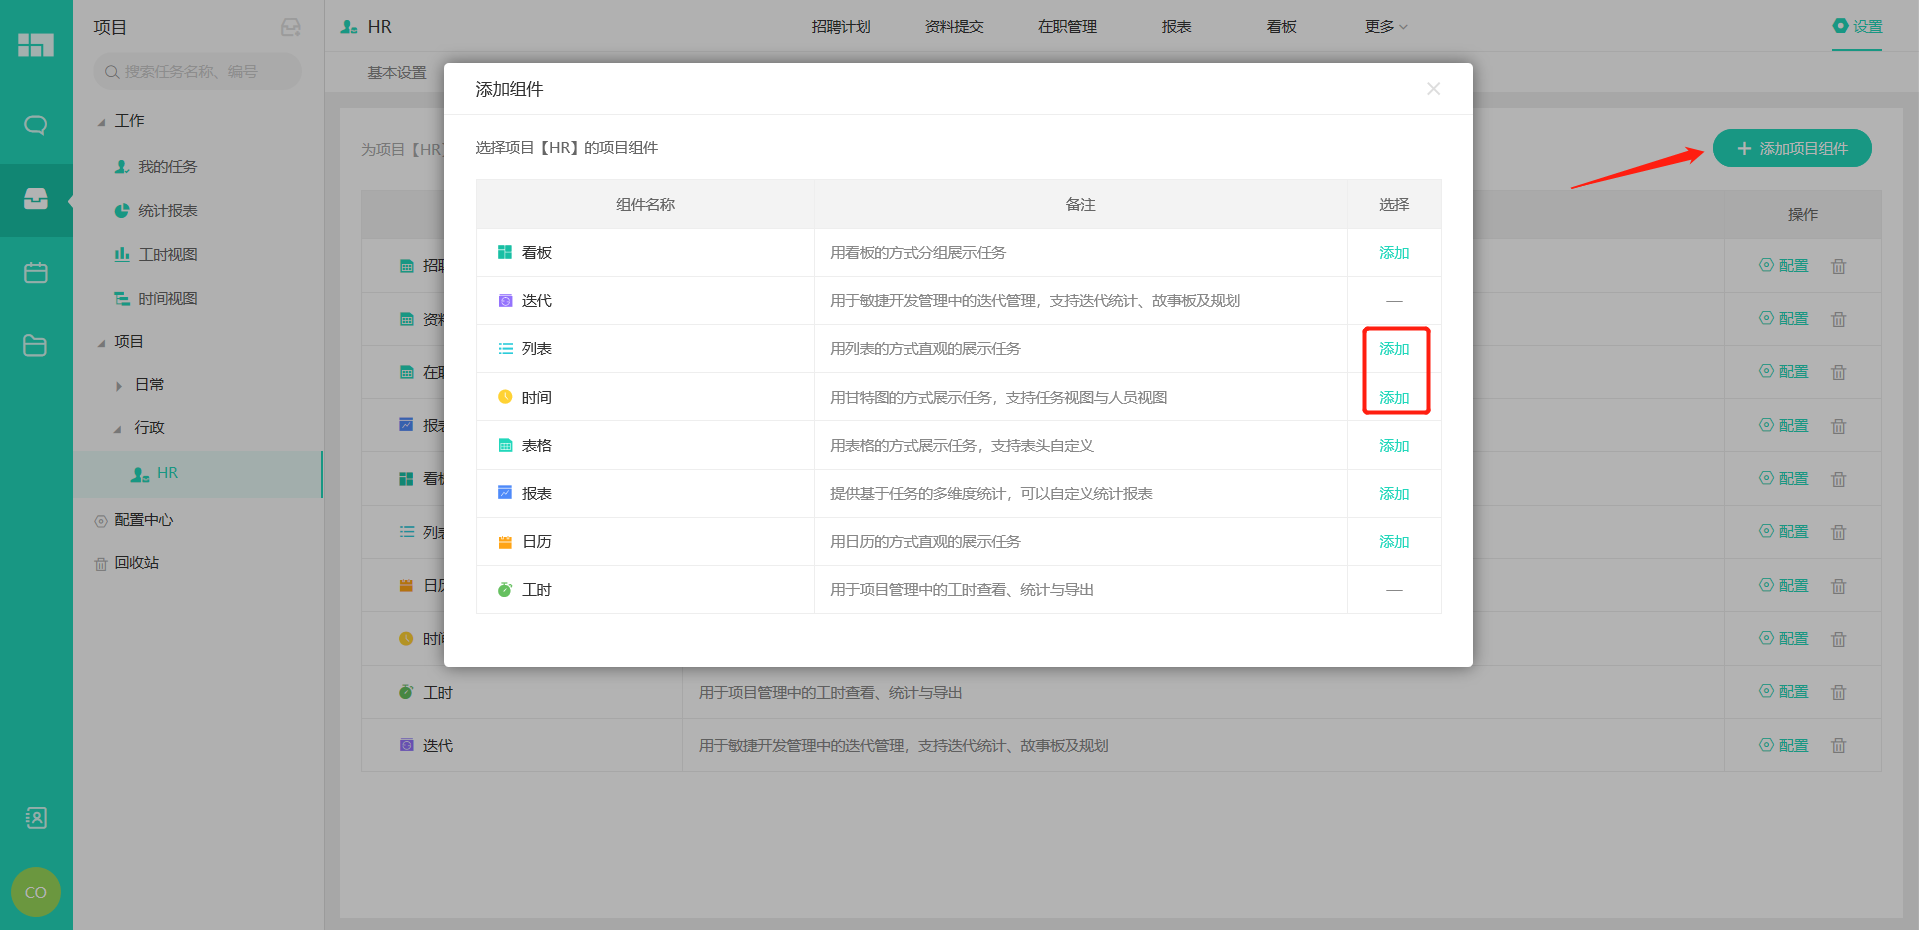 项目
搜索任务名称、编号
工作
我的任务
统计报表
工时视图
时间视图
项目
日常
行政
HR
配置中心
回收站
CO
HR
招聘计划 资料提交 在职管理 报表 看板 更多
设置
基本设置
为项目【HR】
添加项目组件
操作
招聘 配置
资料 配置
在职 配置
报表 配置
看板 配置
列表 配置
日历 配置
时间 配置
工时 用于项目管理中的工时查看、统计与导出 配置
迭代 用于敏捷开发管理中的迭代管理，支持迭代统计、故事板及规划 配置
添加组件
选择项目【HR】的项目组件
组件名称 备注 选择
看板 用看板的方式分组展示任务 添加
迭代 用于敏捷开发管理中的迭代管理，支持迭代统计、故事板及规划 —
列表 用列表的方式直观的展示任务 添加
时间 用甘特图的方式展示任务，支持任务视图与人员视图 添加
表格 用表格的方式展示任务，支持表头自定义 添加
报表 提供基于任务的多维度统计，可以自定义统计报表 添加
日历 用日历的方式直观的展示任务 添加
工时 用于项目管理中的工时查看、统计与导出 —